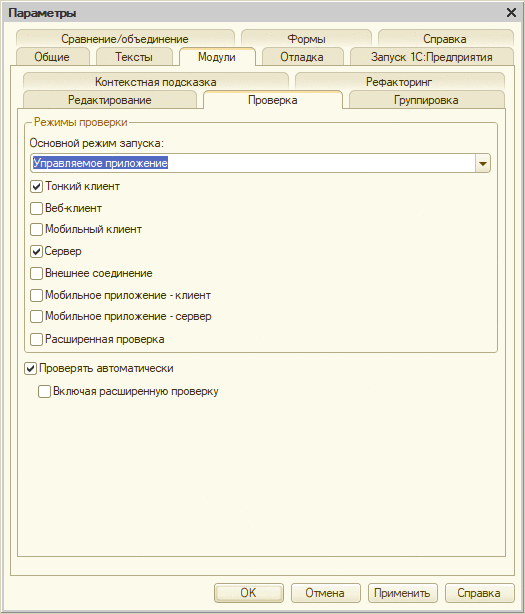 Параметры
Сравнение/объединение Формы Справка
Общие Тексты Модули Отладка Запуск 1С:Предприятия
Контекстная подсказка Рефакторинг
Редактирование Проверка Группировка
Режимы проверки
Основной режим запуска:
Управляемое приложение
Тонкий клиент
Веб-клиент
Мобильный клиент
Сервер
Внешнее соединение
Мобильное приложение - клиент
Мобильное приложение - сервер
Расширенная проверка
Проверять автоматически
Включая расширенную проверку
ОК Отмена Применить Справка